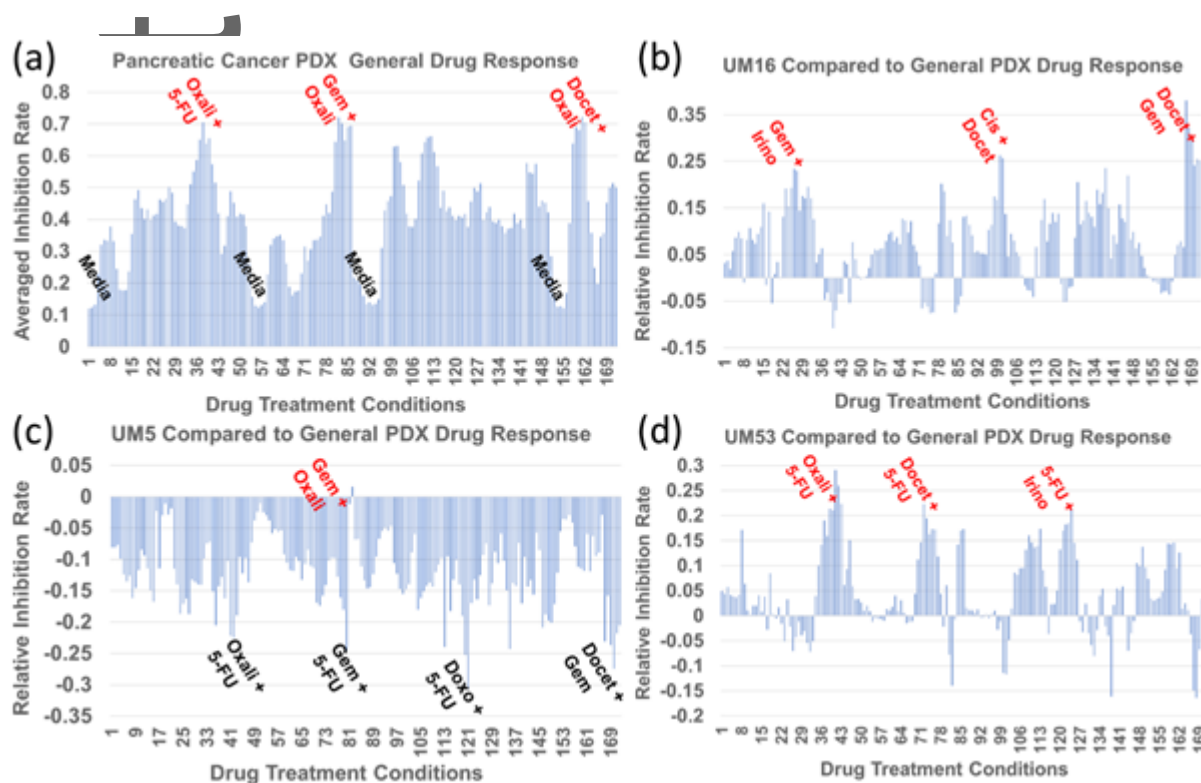 (a)
Pancreatic Cancer PDX General Drug Response
Averaged Inhibition Rate
0.8
0.7
0.6
0.5
0.4
0.3
0.2
0.1
0
Oxali +
5-FU
Gem +
Oxali
Docet +
Oxali
Media
Media
Media
Media
1 8 15 22 29 36 43 50 57 64 71 78 85 92 99 106 113 120 127 134 141 148 155 162 169
Drug Treatment Conditions
(b)
UM16 Compared to General PDX Drug Response
Relative Inhibition Rate
0.35
0.25
0.15
0.05
-0.05
-0.15
Gem +
Irino
Cis +
Docet
Docet +
Gem
1 8 15 22 29 36 43 50 57 64 71 78 85 92 99 106 113 120 127 134 141 148 155 162 169
Drug Treatment Conditions
(c)
UM5 Compared to General PDX Drug Response
Relative Inhibition Rate
0.05
0
-0.05
-0.1
-0.15
-0.2
-0.25
-0.3
-0.35
Gem +
Oxali
Oxali +
5-FU
Gem +
5-FU
Doxo +
5-FU
Docet +
Gem
1 9 17 25 33 41 49 57 65 73 81 89 97 105 113 121 129 137 145 153 161 169
Drug Treatment Conditions
(d)
UM53 Compared to General PDX Drug Response
Relative Inhibition Rate
0.3
0.25
0.2
0.15
0.1
0.05
0
-0.05
-0.1
-0.15
-0.2
Oxali +
5-FU
Docet +
5-FU
5-FU +
Irino
1 8 15 22 29 36 43 50 57 64 71 78 85 92 99 106 113 120 127 134 141 148 155 162 169
Drug Treatment Conditions